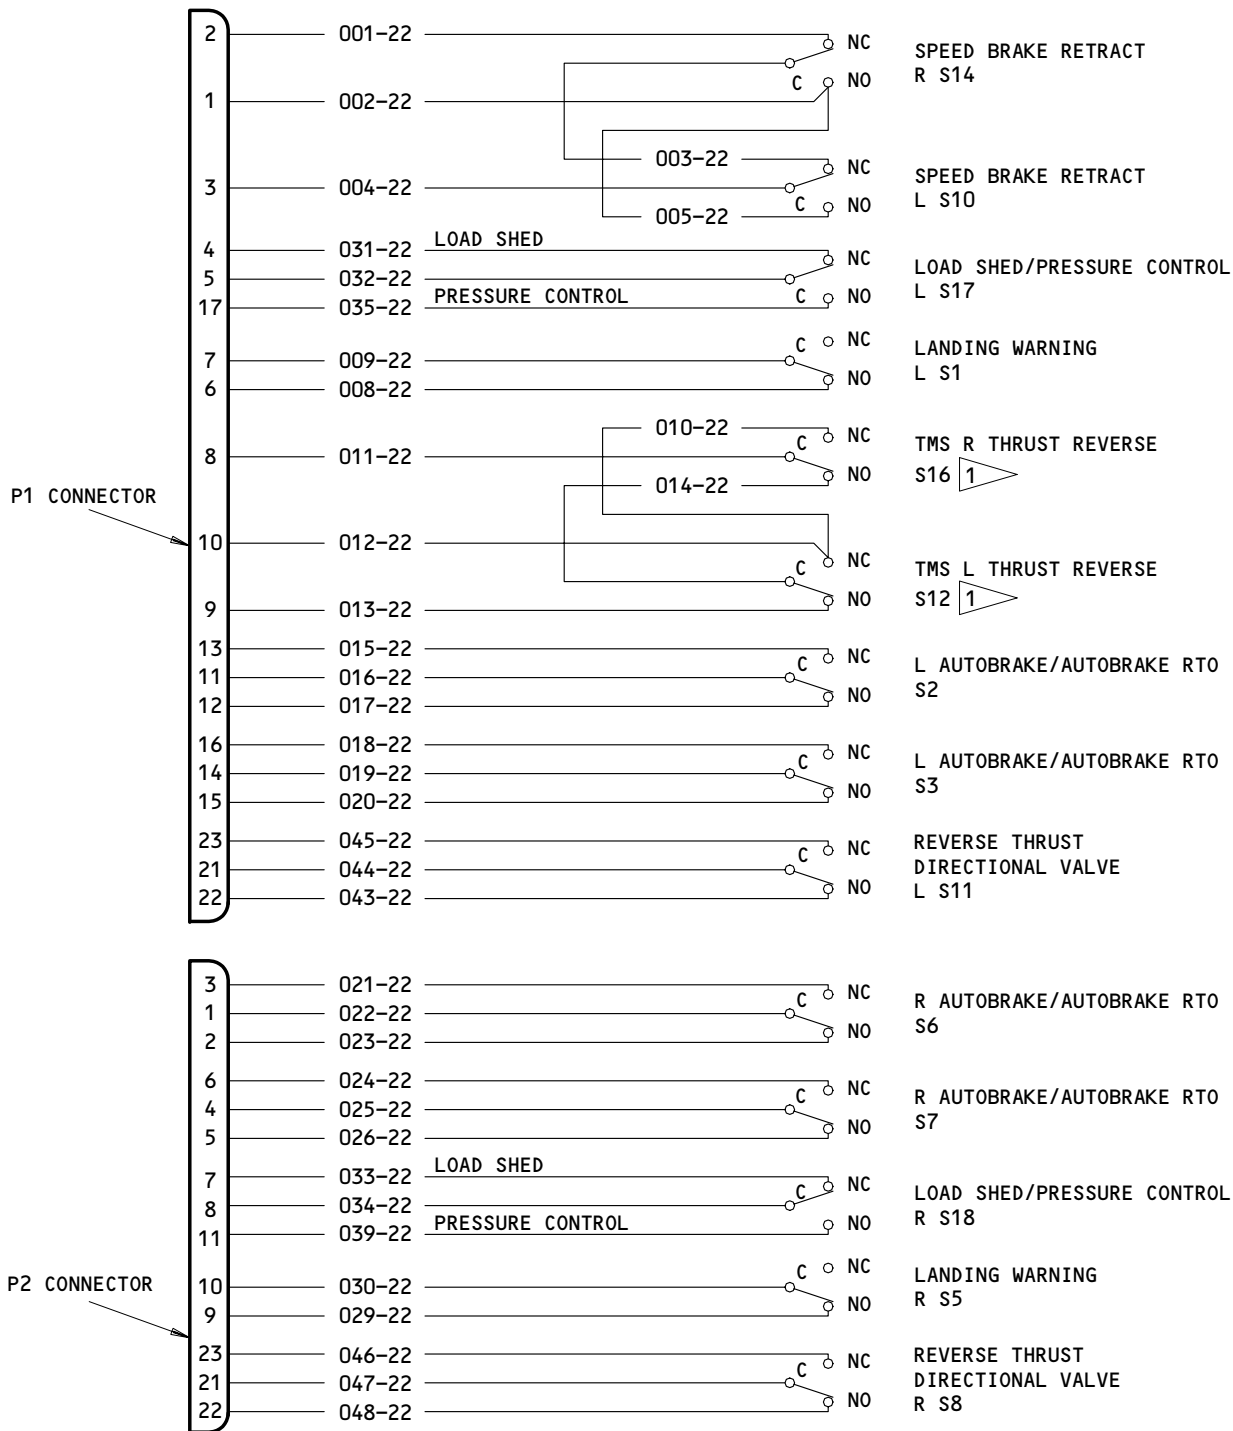 2 001-22 NC SPEED BRAKE RETRACT
C NO R S14
1 002-22
003-22 NC SPEED BRAKE RETRACT
3 004-22 C NO L S10
005-22
4 031-22 LOAD SHED NC LOAD SHED/PRESSURE CONTROL
5 032-22 C NO L S17
17 035-22 PRESSURE CONTROL
C NC LANDING WARNING
7 009-22 NO L S1
6 008-22
010-22 C NC TMS R THRUST REVERSE
8 011-22 NO S16 1
014-22
P1 CONNECTOR
10 012-22 C NC TMS L THRUST REVERSE
NO S12 1
9 013-22
13 015-22 C NC L AUTOBRAKE/AUTOBRAKE RTO
11 016-22 NO S2
12 017-22
16 018-22 C NC L AUTOBRAKE/AUTOBRAKE RTO
14 019-22 NO S3
15 020-22
23 045-22 C NC REVERSE THRUST
21 044-22 NO DIRECTIONAL VALVE
22 043-22 L S11
3 021-22 C NC R AUTOBRAKE/AUTOBRAKE RTO
1 022-22 NO S6
2 023-22
6 024-22 C NC R AUTOBRAKE/AUTOBRAKE RTO
4 025-22 NO S7
5 026-22
7 033-22 LOAD SHED C NC LOAD SHED/PRESSURE CONTROL
8 034-22 NO R S18
11 039-22 PRESSURE CONTROL
P2 CONNECTOR
C NC LANDING WARNING
10 030-22 NO R S5
9 029-22
23 046-22 C NC REVERSE THRUST
21 047-22 NO DIRECTIONAL VALVE
22 048-22 R S8